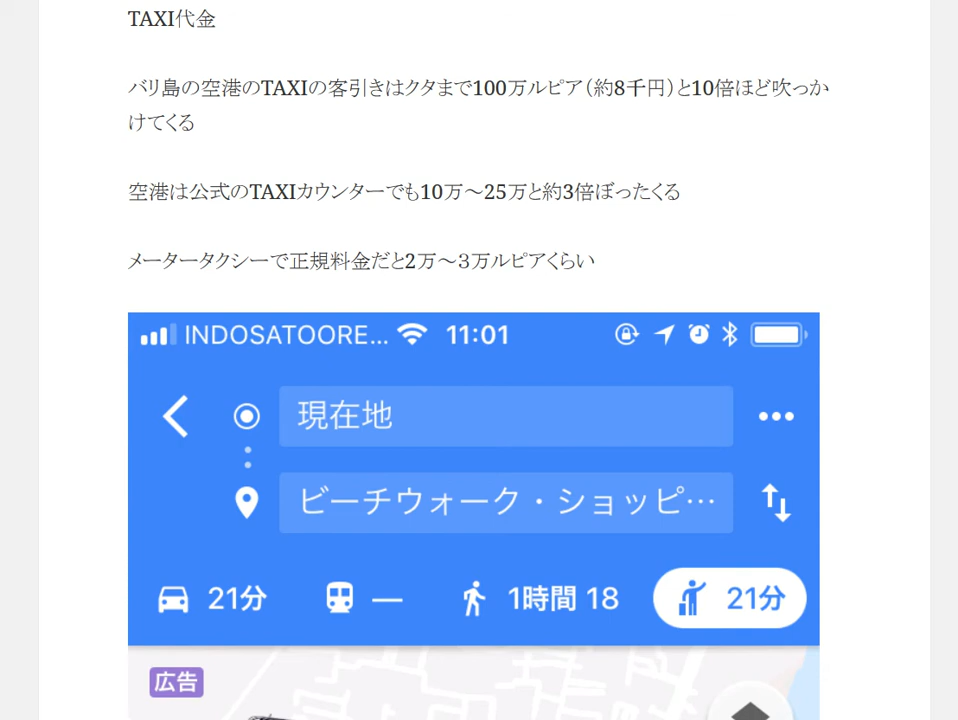 TAXI代金
バリ島の空港のTAXIの客引きはクタまで100万ルピア（約8千円）と10倍ほど吹っか
けてくる
空港は公式のTAXIカウンターでも10万〜25万と約3倍ぼったくる
メータータクシーで正規料金だと2万〜３万ルピアくらい
INDOSATOORE... 11:01
現在地
ビーチウォーク・ショッピ…
21分 — 1時間 18 21分
広告